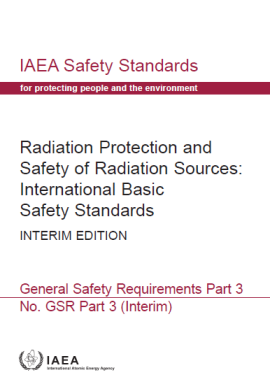 IAEA Safety Standards
for protecting people and the environment
Radiation Protection and
Safety of Radiation Sources:
International Basic
Safety Standards
INTERIM EDITION
General Safety Requirements Part 3
No. GSR Part 3 (Interim)
IAEA
International Atomic Energy Agency